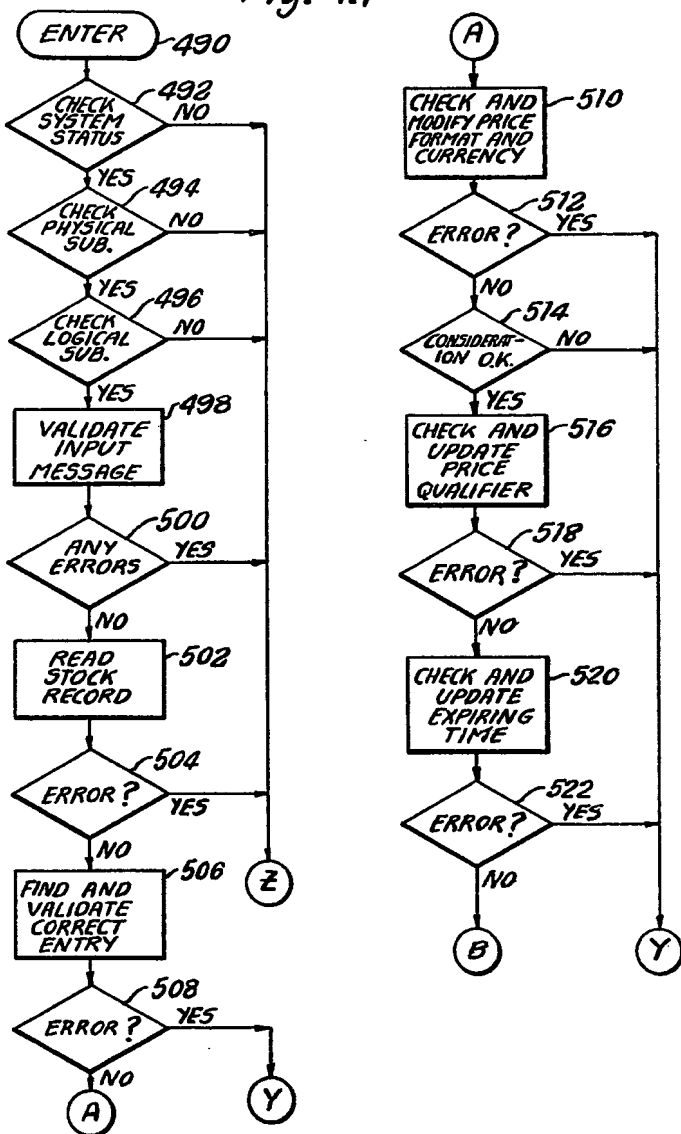 ENTER
490
CHECK
SYSTEM
STATUS
492
NO
YES
CHECK
PHYSICAL
SUB.
494
NO
YES
CHECK
LOGICAL
SUB.
496
NO
YES
VALIDATE
INPUT
MESSAGE
498
ANY
ERRORS
500
YES
NO
READ
STOCK
RECORD
502
ERROR?
504
YES
NO
Z
FIND AND
VALIDATE
CORRECT
ENTRY
506
ERROR?
508
YES
NO
A
Y
A
CHECK AND
MODIFY PRICE
FORMAT AND
CURRENCY
510
ERROR?
512
YES
NO
CONSIDERAT-
ION O.K.
514
NO
YES
CHECK AND
UPDATE
PRICE
QUALIFIER
516
ERROR?
518
YES
NO
CHECK AND
UPDATE
EXPIRING
TIME
520
ERROR?
522
YES
NO
B
Y